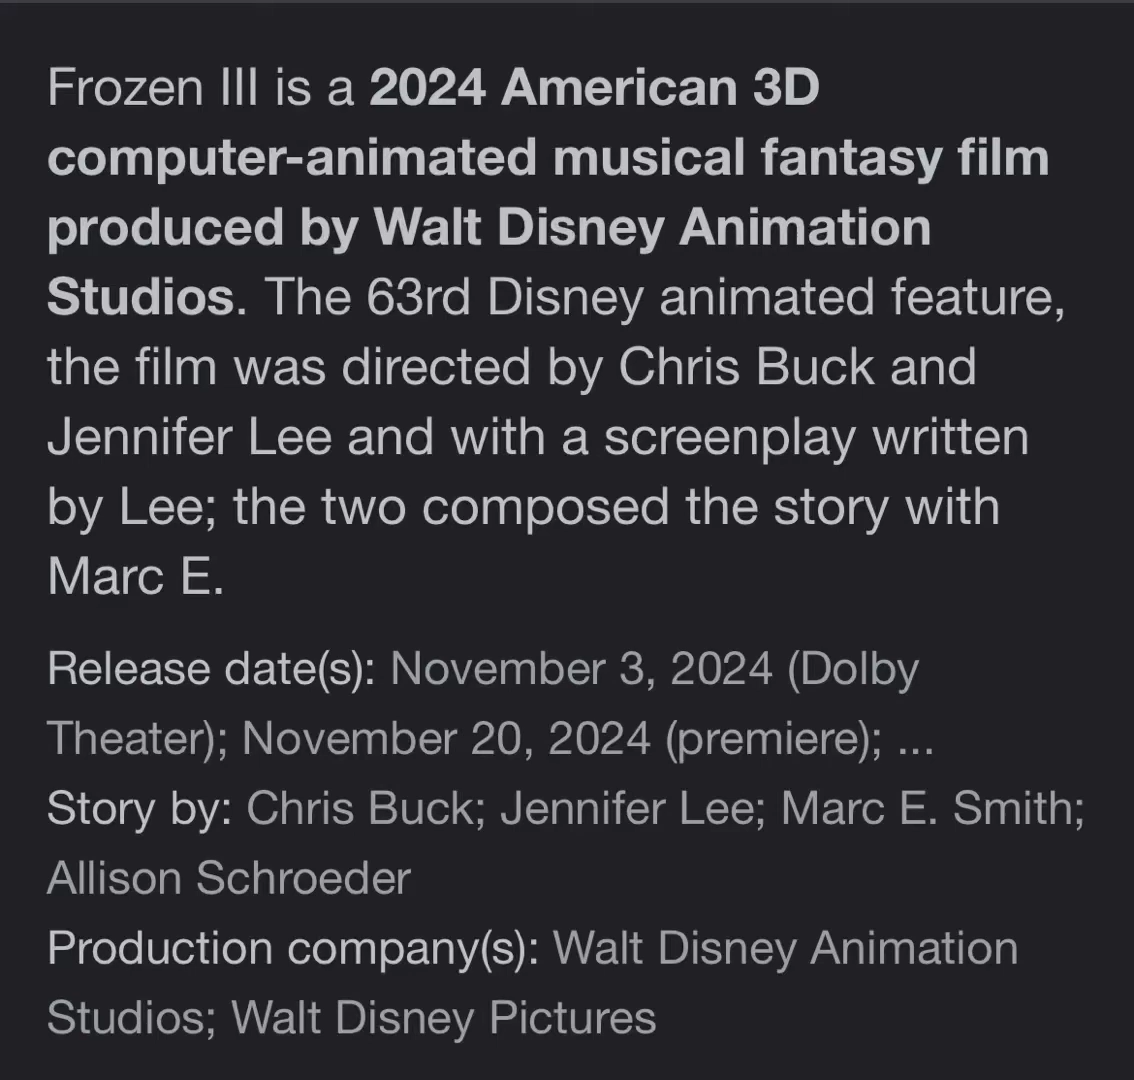 Frozen III is a 2024 American 3D
computer-animated musical fantasy film
produced by Walt Disney Animation
Studios. The 63rd Disney animated feature,
the film was directed by Chris Buck and
Jennifer Lee and with a screenplay written
by Lee; the two composed the story with
Marc E.
Release date(s): November 3, 2024 (Dolby
Theater); November 20, 2024 (premiere); ...
Story by: Chris Buck; Jennifer Lee; Marc E. Smith;
Allison Schroeder
Production company(s): Walt Disney Animation
Studios; Walt Disney Pictures